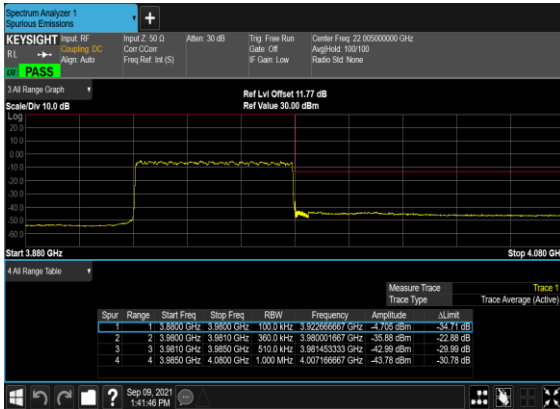 Spectrum Analyzer 1
Spurious Emissions
+
KEYSIGHT Input: RF Input Z: 50 Ω Atten: 30 dB Trig: Free Run Center Freq: 22.005000000 GHz
RL Coupling: DC Corr CCorr Gate: Off Avg|Hold: 100/100
Align: Auto Freq Ref: Int (S) IF Gain: Low Radio Std: None
PASS
3 All Range Graph
Ref Lvl Offset 11.77 dB
Scale/Div 10.0 dB Ref Value 30.00 dBm
Log
20.0
10.0
0.00
-10.0
-20.0
-30.0
-40.0
-50.0
-60.0
Start 3.880 GHz Stop 4.080 GH
4 All Range Table
Measure Trace Trace 1
Trace Type Trace Average (Active)
Spur Range Start Freq Stop Freq RBW Frequency Amplitude ΔLimit
1 1 3.8800 GHz 3.9800 GHz 100.0 kHz 3.922666667 GHz -4.705 dBm -34.71 dB
2 2 3.9800 GHz 3.9810 GHz 360.0 kHz 3.980001667 GHz -35.88 dBm -22.88 dB
3 3 3.9810 GHz 3.9850 GHz 510.0 kHz 3.981453333 GHz -42.99 dBm -29.99 dB
4 4 3.9850 GHz 4.0800 GHz 1.000 MHz 4.007166667 GHz -43.78 dBm -30.78 dB
?
Sep 09, 2021
1:41:46 PM